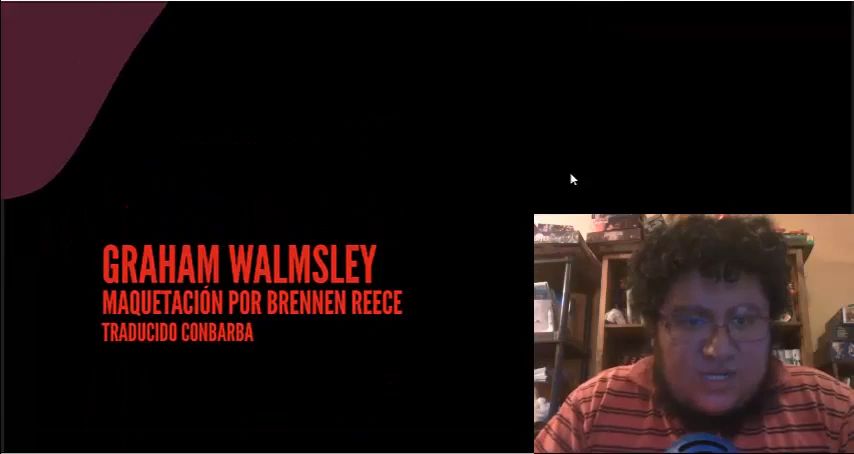 GRAHAM WALMSLEY
MAQUETACIÓN POR BRENNEN REECE
TRADUCIDO CONBARBA